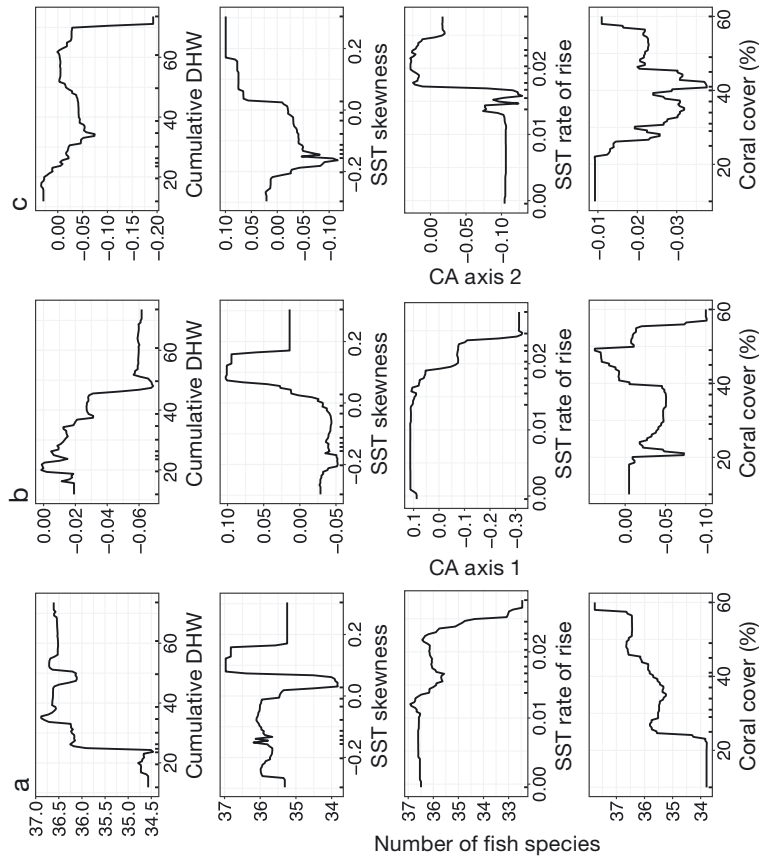 a
37.0
36.5
36.0
35.5
35.0
34.5
20 40 60
Cumulative DHW
37
36
35
34
−0.2 0.0 0.2
SST skewness
37
36
35
34
33
0.00 0.01 0.02
SST rate of rise
37
36
35
34
20 40 60
Coral cover (%)
Number of fish species
b
0.00
−0.02
−0.04
−0.06
20 40 60
Cumulative DHW
0.10
0.05
0.00
−0.05
−0.2 0.0 0.2
SST skewness
0.1
0.0
−0.1
−0.2
−0.3
0.00 0.01 0.02
SST rate of rise
0.00
−0.05
−0.10
20 40 60
Coral cover (%)
CA axis 1
c
0.00
−0.05
−0.10
−0.15
−0.20
20 40 60
Cumulative DHW
0.10
0.05
0.00
−0.05
−0.10
−0.2 0.0 0.2
SST skewness
0.00
−0.05
−0.10
0.00 0.01 0.02
SST rate of rise
−0.01
−0.02
−0.03
20 40 60
Coral cover (%)
CA axis 2